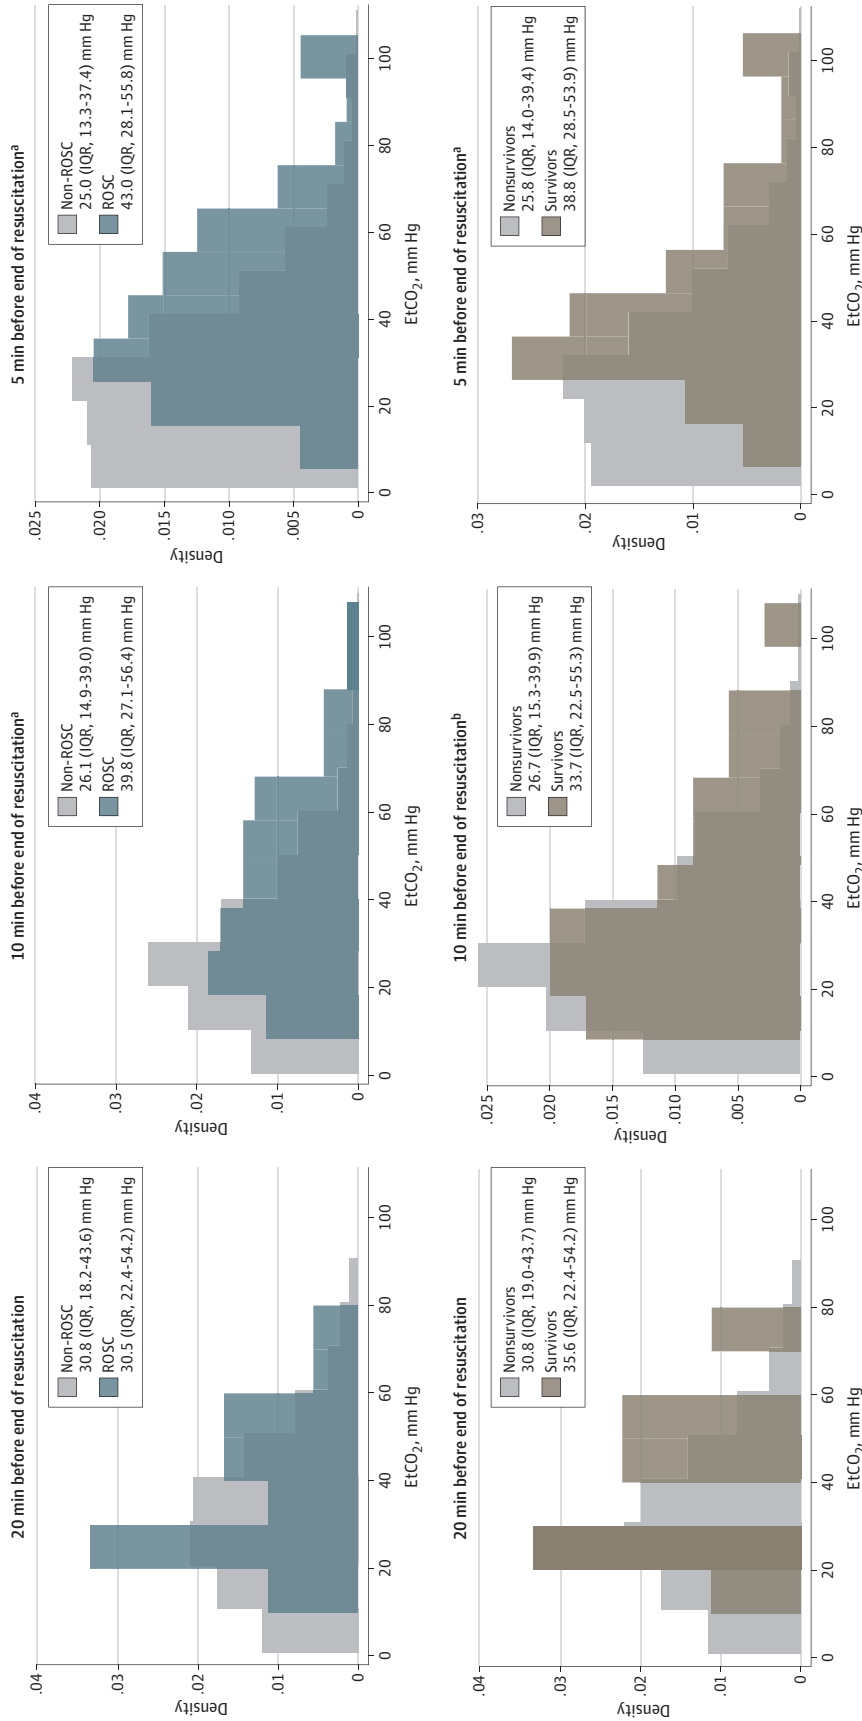 20 min before end of resuscitation
Non-ROSC
30.8 (IQR, 18.2-43.6) mm Hg
ROSC
30.5 (IQR, 22.4-54.2) mm Hg
.04
.03
.02
.01
0
Density
0
20
40
60
80
100
EtCO2, mm Hg
10 min before end of resuscitationa
Non-ROSC
26.1 (IQR, 14.9-39.0) mm Hg
ROSC
39.8 (IQR, 27.1-56.4) mm Hg
.04
.03
.02
.01
0
Density
0
20
40
60
80
100
EtCO2, mm Hg
5 min before end of resuscitationa
Non-ROSC
25.0 (IQR, 13.3-37.4) mm Hg
ROSC
43.0 (IQR, 28.1-55.8) mm Hg
.025
.020
.015
.010
.005
0
Density
0
20
40
60
80
100
EtCO2, mm Hg
20 min before end of resuscitation
Nonsurvivors
30.8 (IQR, 19.0-43.7) mm Hg
Survivors
35.6 (IQR, 22.4-54.2) mm Hg
.04
.03
.02
.01
0
Density
0
20
40
60
80
100
EtCO2, mm Hg
10 min before end of resuscitationb
Nonsurvivors
26.7 (IQR, 15.3-39.9) mm Hg
Survivors
33.7 (IQR, 22.5-55.3) mm Hg
.025
.020
.015
.010
.005
0
Density
0
20
40
60
80
100
EtCO2, mm Hg
5 min before end of resuscitationa
Nonsurvivors
25.8 (IQR, 14.0-39.4) mm Hg
Survivors
38.8 (IQR, 28.5-53.9) mm Hg
.03
.02
.01
0
Density
0
20
40
60
80
100
EtCO2, mm Hg